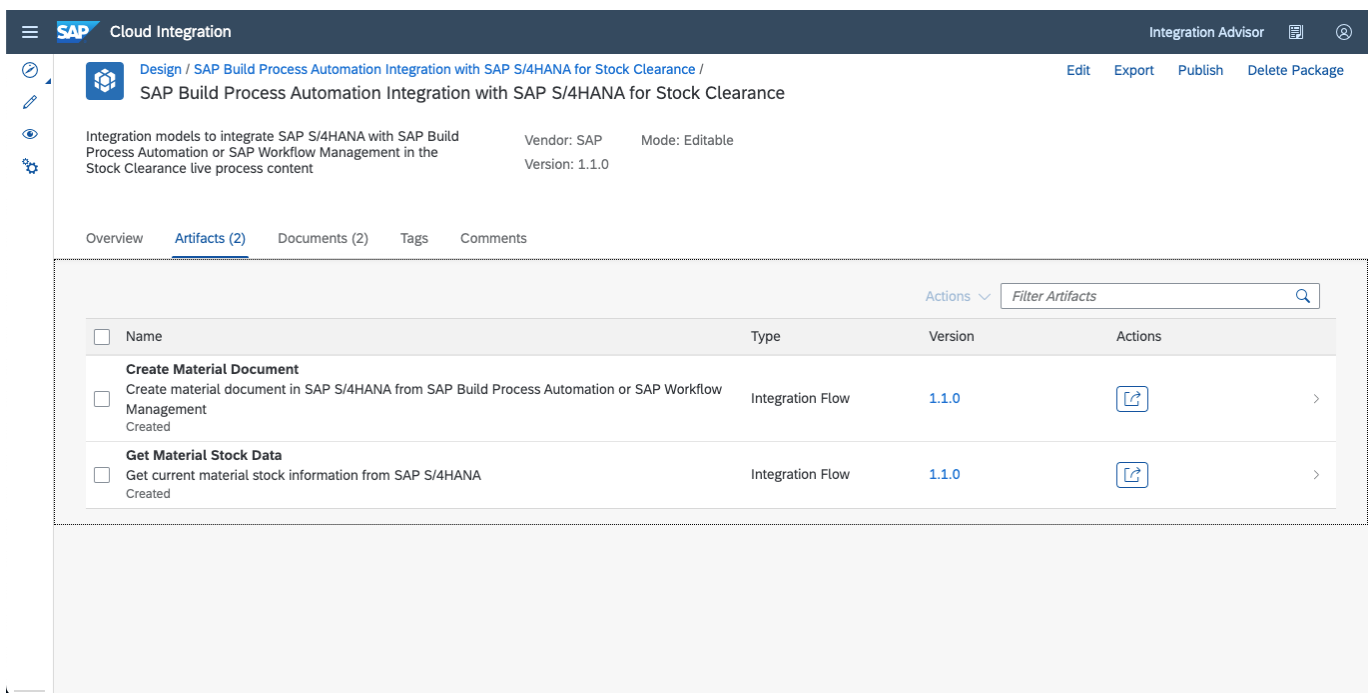 SAP Cloud Integration
Integration Advisor
Design / SAP Build Process Automation Integration with SAP S/4HANA for Stock Clearance /
Edit Export Publish Delete Package
SAP Build Process Automation Integration with SAP S/4HANA for Stock Clearance
Integration models to integrate SAP S/4HANA with SAP Build
Process Automation or SAP Workflow Management in the
Stock Clearance live process content
Vendor: SAP Mode: Editable
Version: 1.1.0
Overview Artifacts (2) Documents (2) Tags Comments
Actions Filter Artifacts
Name Type Version Actions
Create Material Document
Create material document in SAP S/4HANA from SAP Build Process Automation or SAP Workflow
Management
Created
Integration Flow 1.1.0
Get Material Stock Data
Get current material stock information from SAP S/4HANA
Created
Integration Flow 1.1.0